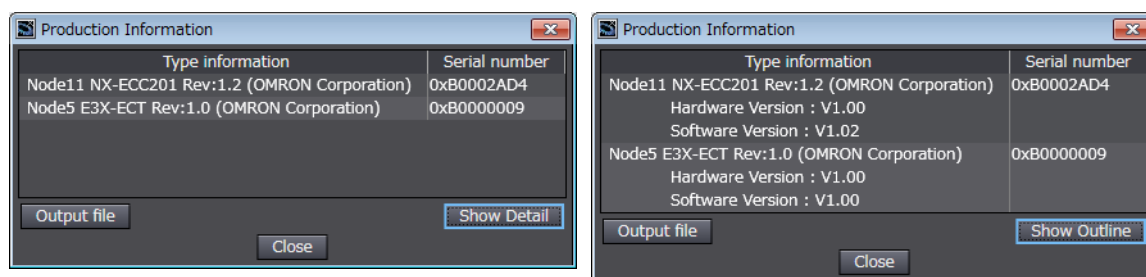 Production Information
Type information Serial number
Node11 NX-ECC201 Rev:1.2 (OMRON Corporation) 0xB0002AD4
Node5 E3X-ECT Rev:1.0 (OMRON Corporation) 0xB0000009
Output file Show Detail
Close
Production Information
Type information Serial number
Node11 NX-ECC201 Rev:1.2 (OMRON Corporation) 0xB0002AD4
Hardware Version : V1.00
Software Version : V1.02
Node5 E3X-ECT Rev:1.0 (OMRON Corporation) 0xB0000009
Hardware Version : V1.00
Software Version : V1.00
Output file Show Outline
Close